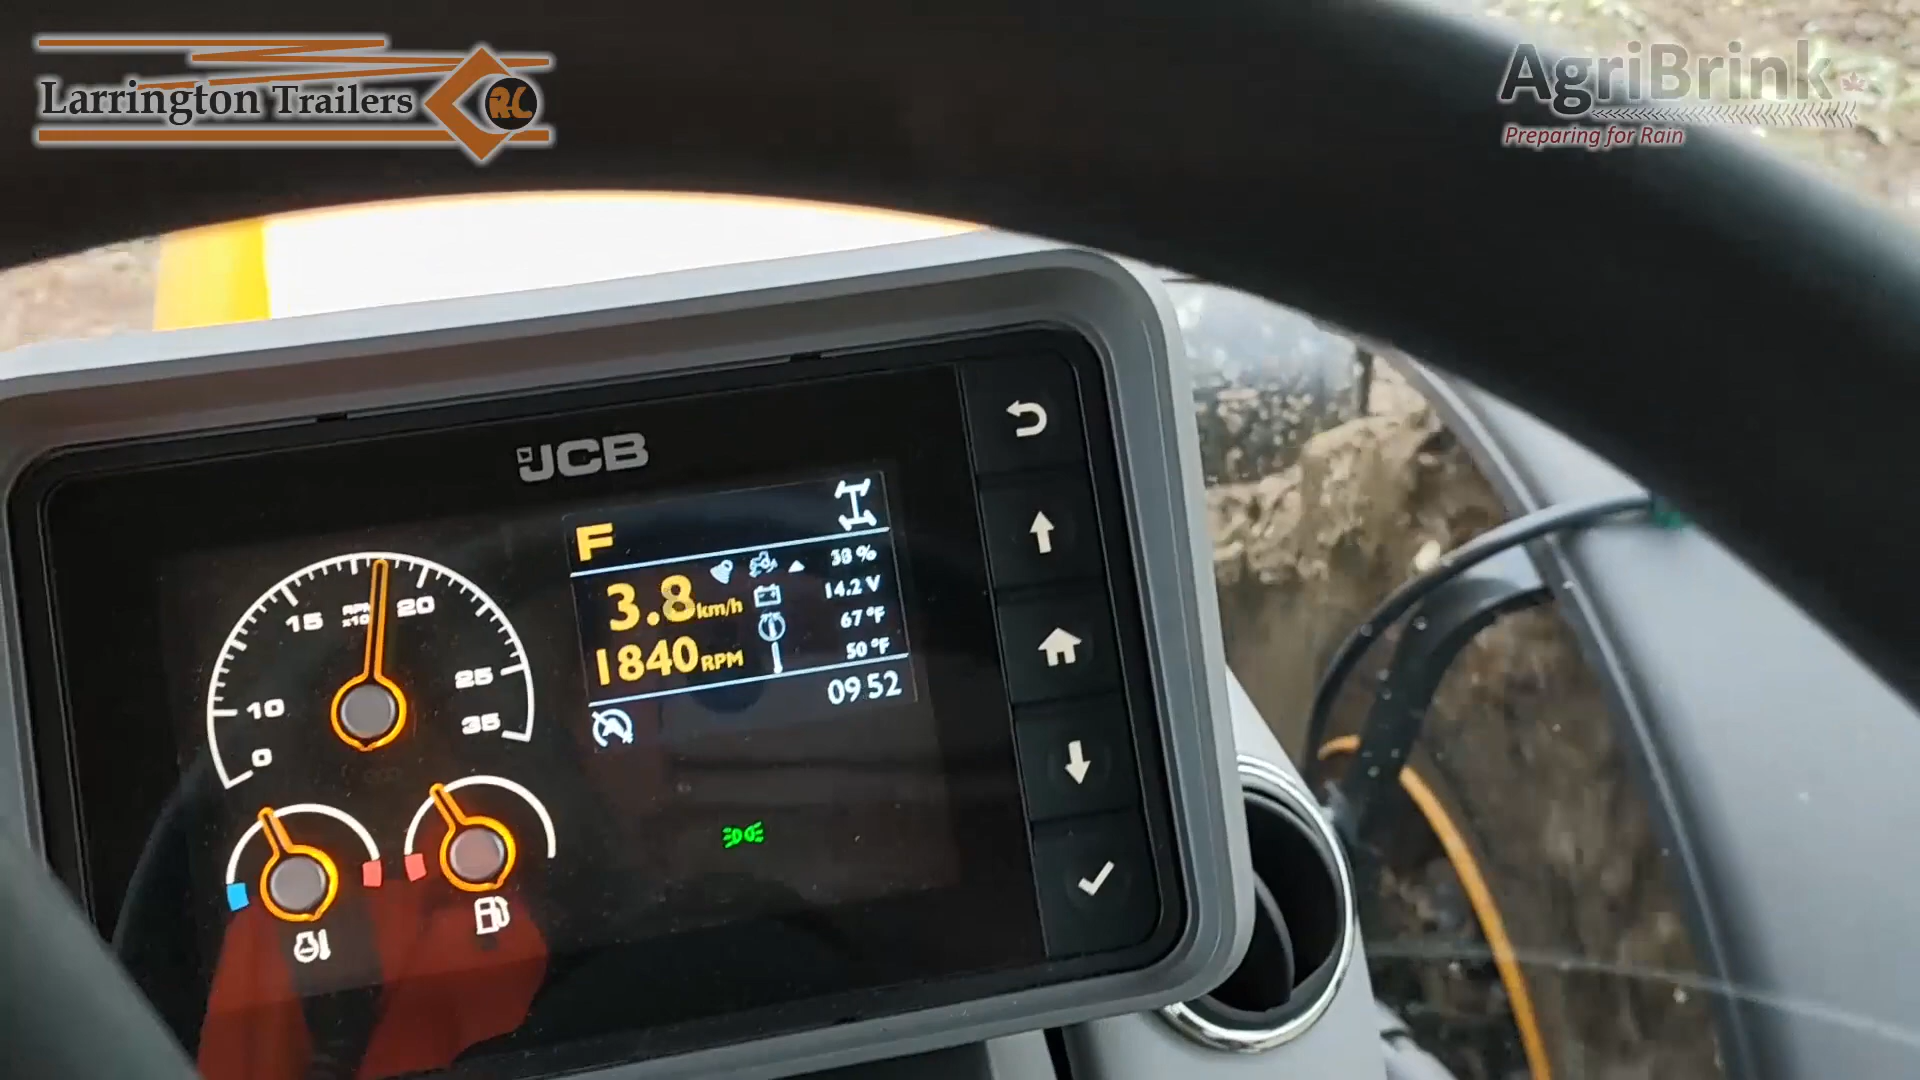 Larrington Trailers
RC
AgriBrink
Preparing for Rain
JCB
F
38 %
3.8 km/h
14.2 V
67 °F
1840 RPM
50 °F
09 52
15
RPM
20
25
10
35
0